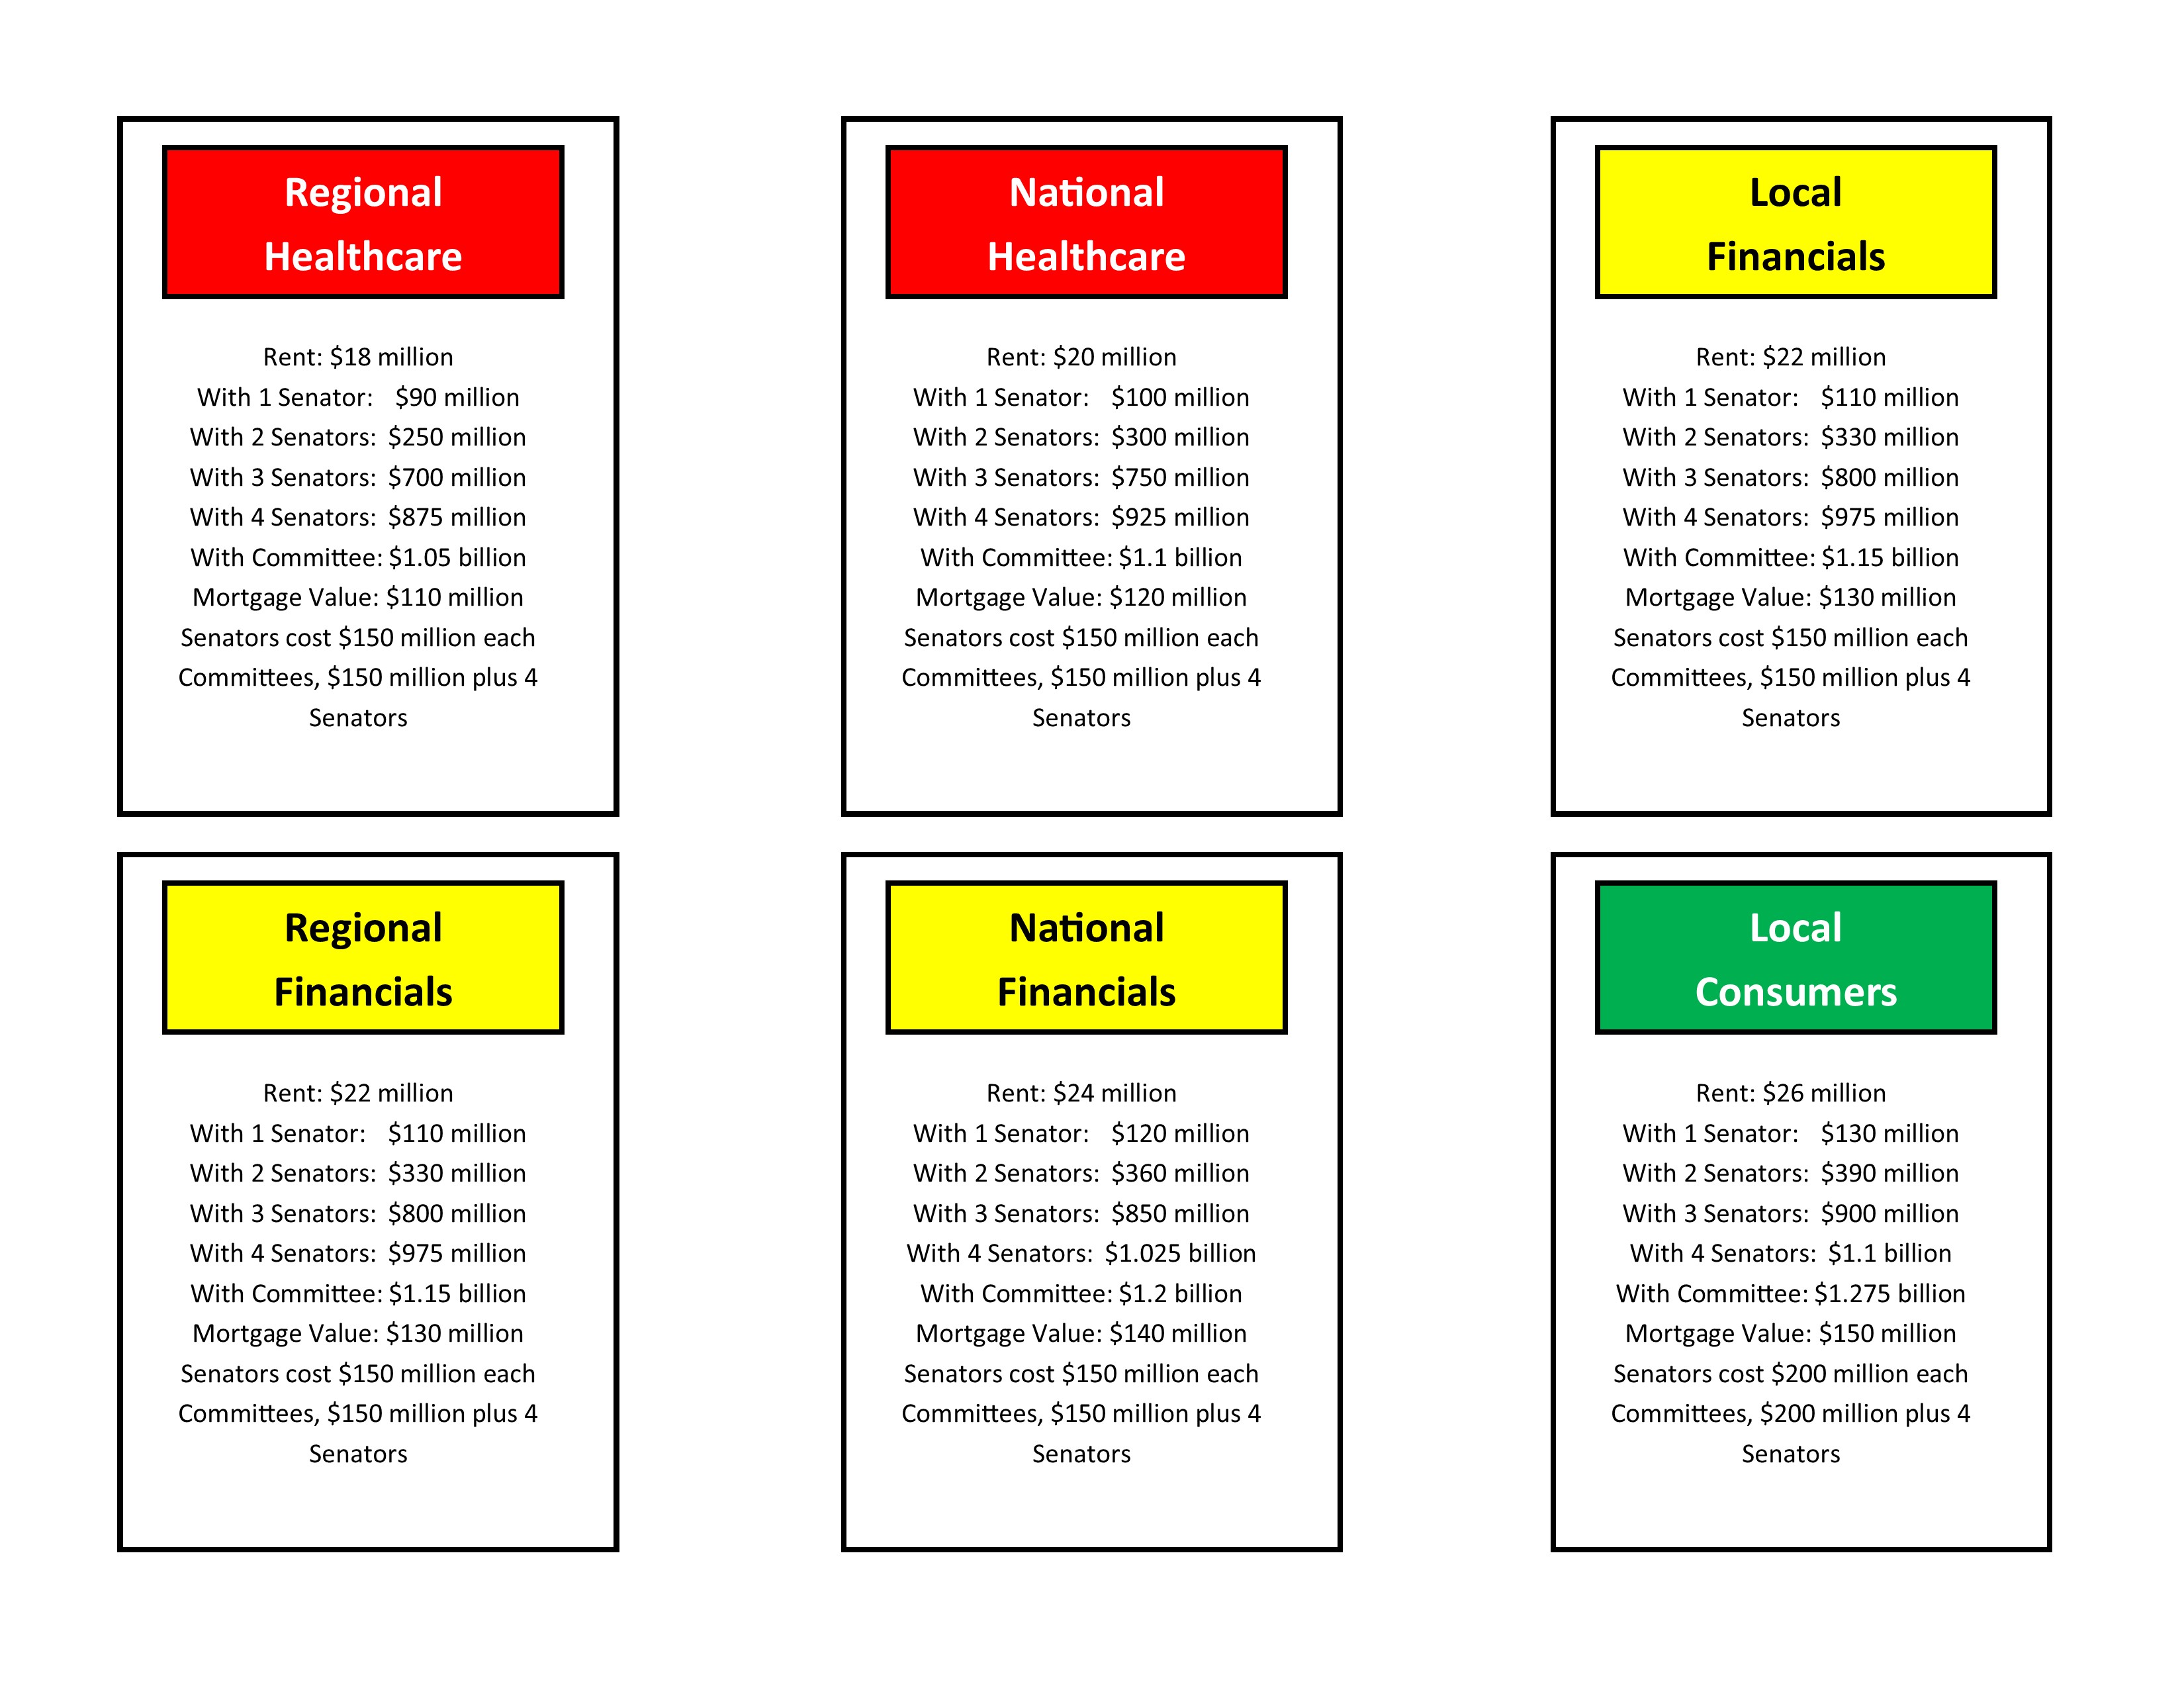 Regional
Healthcare
Rent: $18 million
With 1 Senator: $90 million
With 2 Senators: $250 million
With 3 Senators: $700 million
With 4 Senators: $875 million
With Committee: $1.05 billion
Mortgage Value: $110 million
Senators cost $150 million each
Committees, $150 million plus 4
Senators
National
Healthcare
Rent: $20 million
With 1 Senator: $100 million
With 2 Senators: $300 million
With 3 Senators: $750 million
With 4 Senators: $925 million
With Committee: $1.1 billion
Mortgage Value: $120 million
Senators cost $150 million each
Committees, $150 million plus 4
Senators
Local
Financials
Rent: $22 million
With 1 Senator: $110 million
With 2 Senators: $330 million
With 3 Senators: $800 million
With 4 Senators: $975 million
With Committee: $1.15 billion
Mortgage Value: $130 million
Senators cost $150 million each
Committees, $150 million plus 4
Senators
Regional
Financials
Rent: $22 million
With 1 Senator: $110 million
With 2 Senators: $330 million
With 3 Senators: $800 million
With 4 Senators: $975 million
With Committee: $1.15 billion
Mortgage Value: $130 million
Senators cost $150 million each
Committees, $150 million plus 4
Senators
National
Financials
Rent: $24 million
With 1 Senator: $120 million
With 2 Senators: $360 million
With 3 Senators: $850 million
With 4 Senators: $1.025 billion
With Committee: $1.2 billion
Mortgage Value: $140 million
Senators cost $150 million each
Committees, $150 million plus 4
Senators
Local
Consumers
Rent: $26 million
With 1 Senator: $130 million
With 2 Senators: $390 million
With 3 Senators: $900 million
With 4 Senators: $1.1 billion
With Committee: $1.275 billion
Mortgage Value: $150 million
Senators cost $200 million each
Committees, $200 million plus 4
Senators